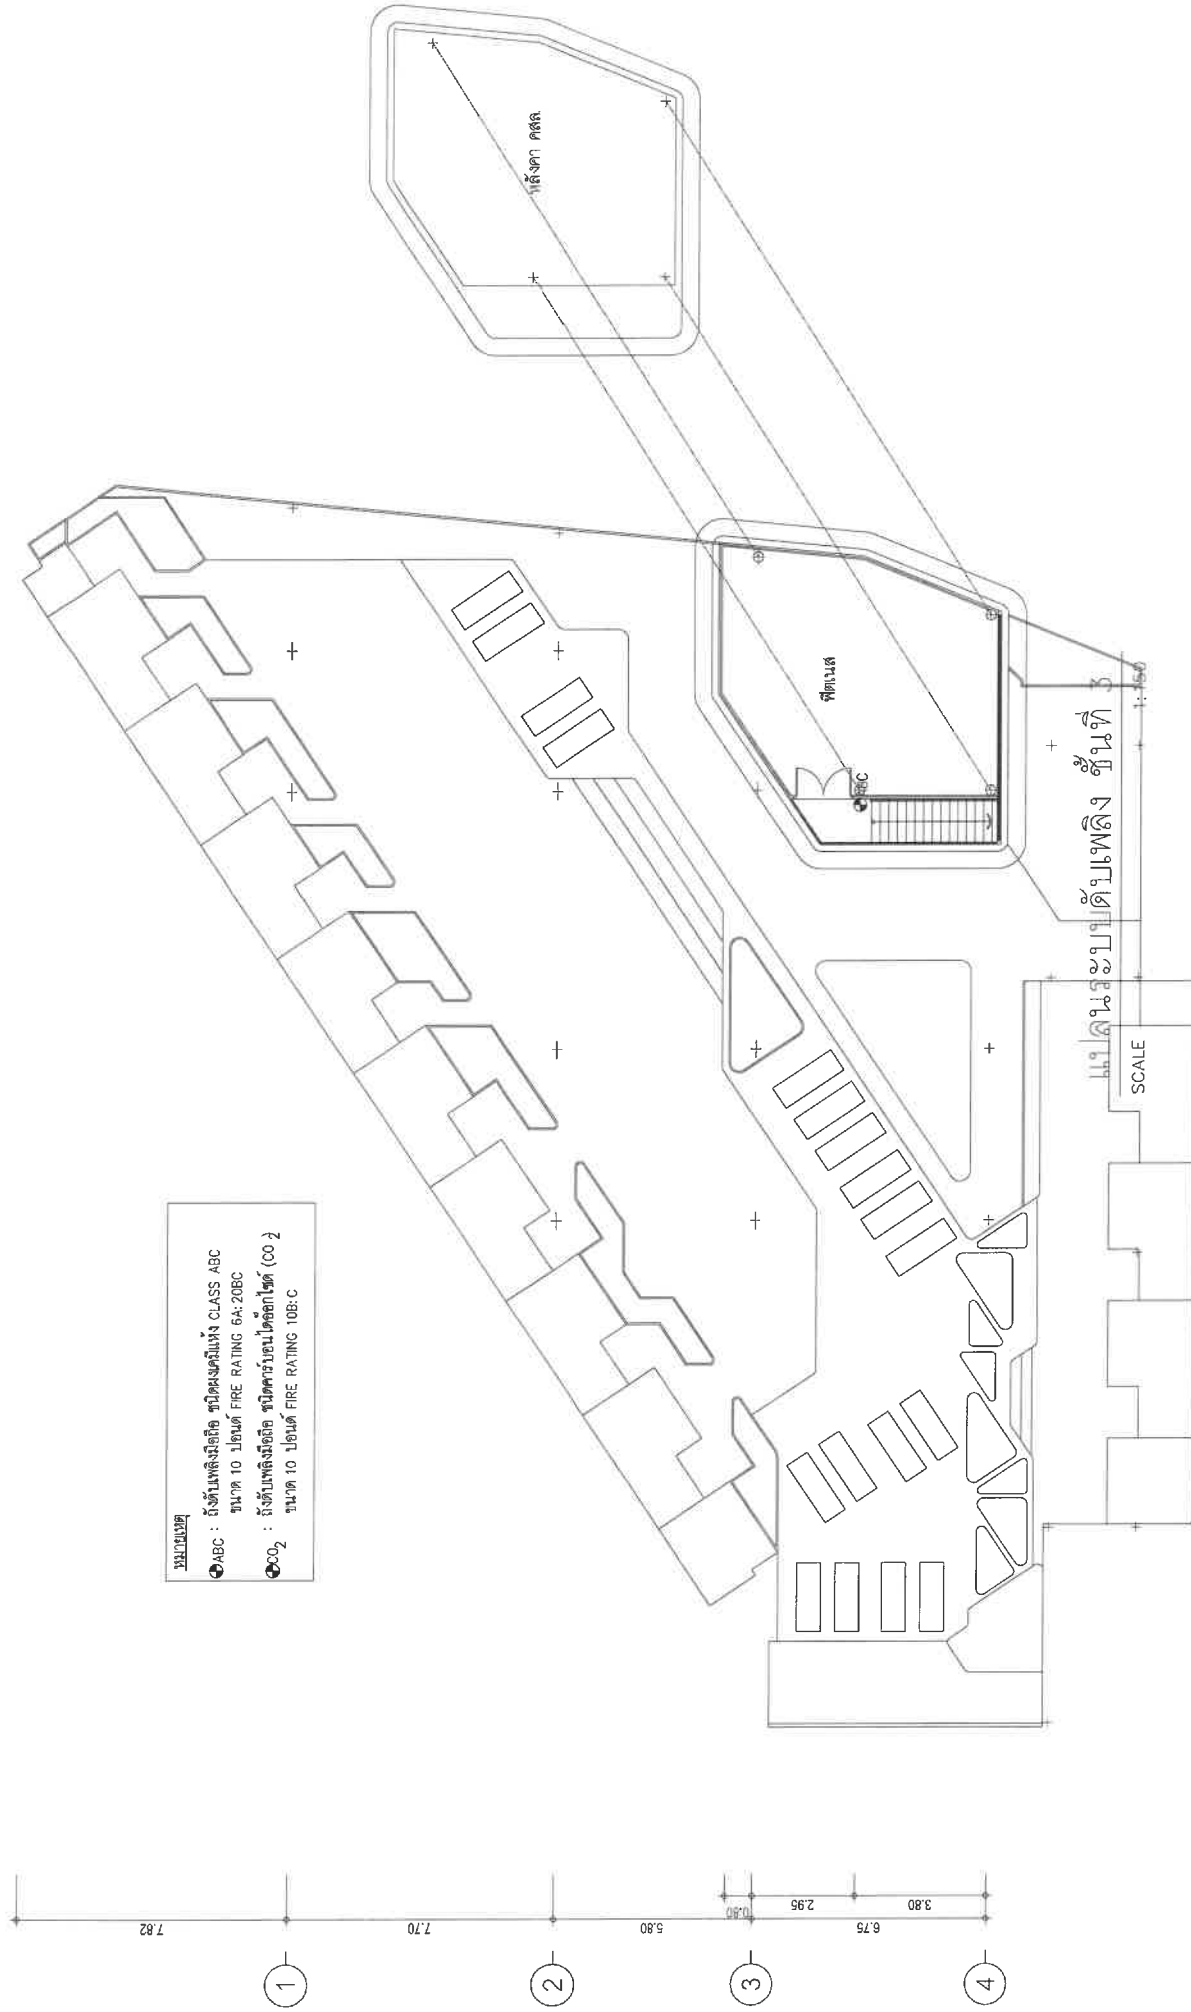 หมายเหตุ
ABC : ถังดับเพลิงมือถือ ชนิดผงเคมีแห้ง CLASS ABC
ขนาด 10 ปอนด์ FIRE RATING 6A:20BC
CO2 : ถังดับเพลิงมือถือ ชนิดคาร์บอนไดออกไซด์ (CO 2)
ขนาด 10 ปอนด์ FIRE RATING 10B:C
หลังคา คสล.
ฟิตเนส
ABC
แปลนระบบดับเพลิง ชั้นที่ 3
SCALE 1:150
7.82
7.70
5.80
0.80
2.95
3.80
6.75
1
2
3
4